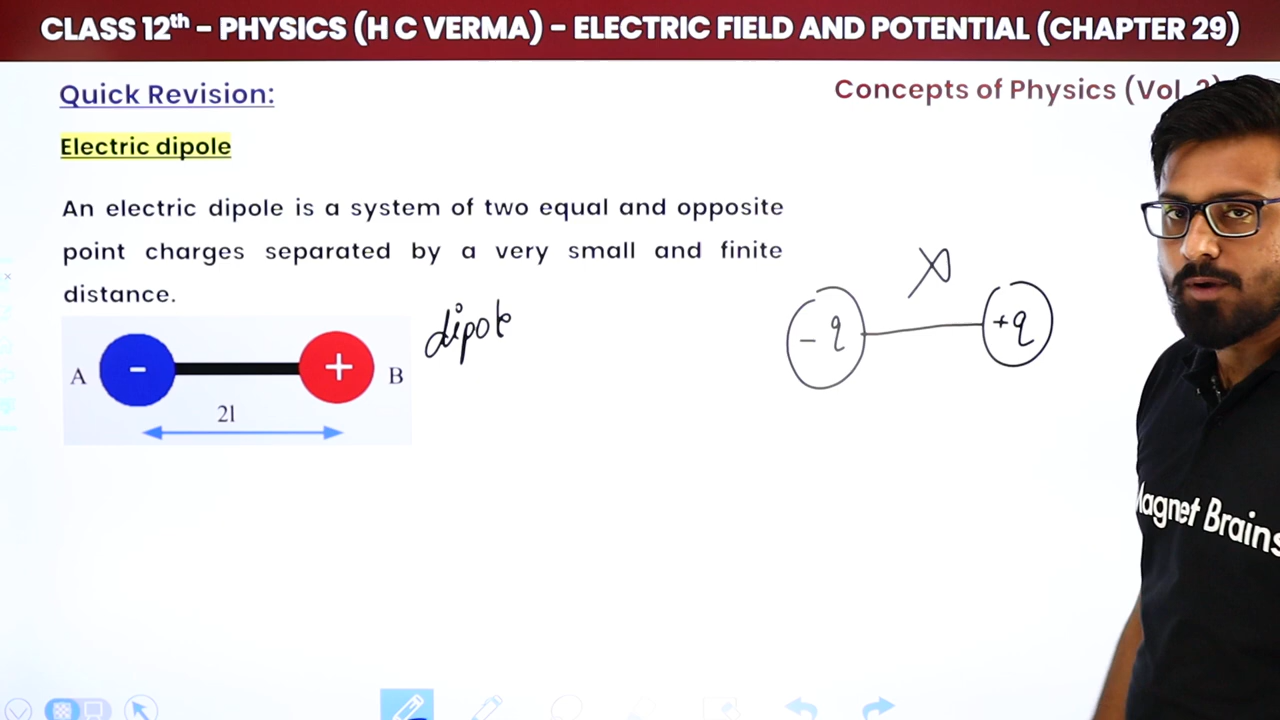 CLASS 12th – PHYSICS (H C VERMA) – ELECTRIC FIELD AND POTENTIAL (CHAPTER 29)
Quick Revision:
Concepts of Physics (Vol. 2)
Electric dipole
An electric dipole is a system of two equal and opposite
point charges separated by a very small and finite
distance.
dipole
- q
+q
A
-
+
B
2l
Magnet Brains